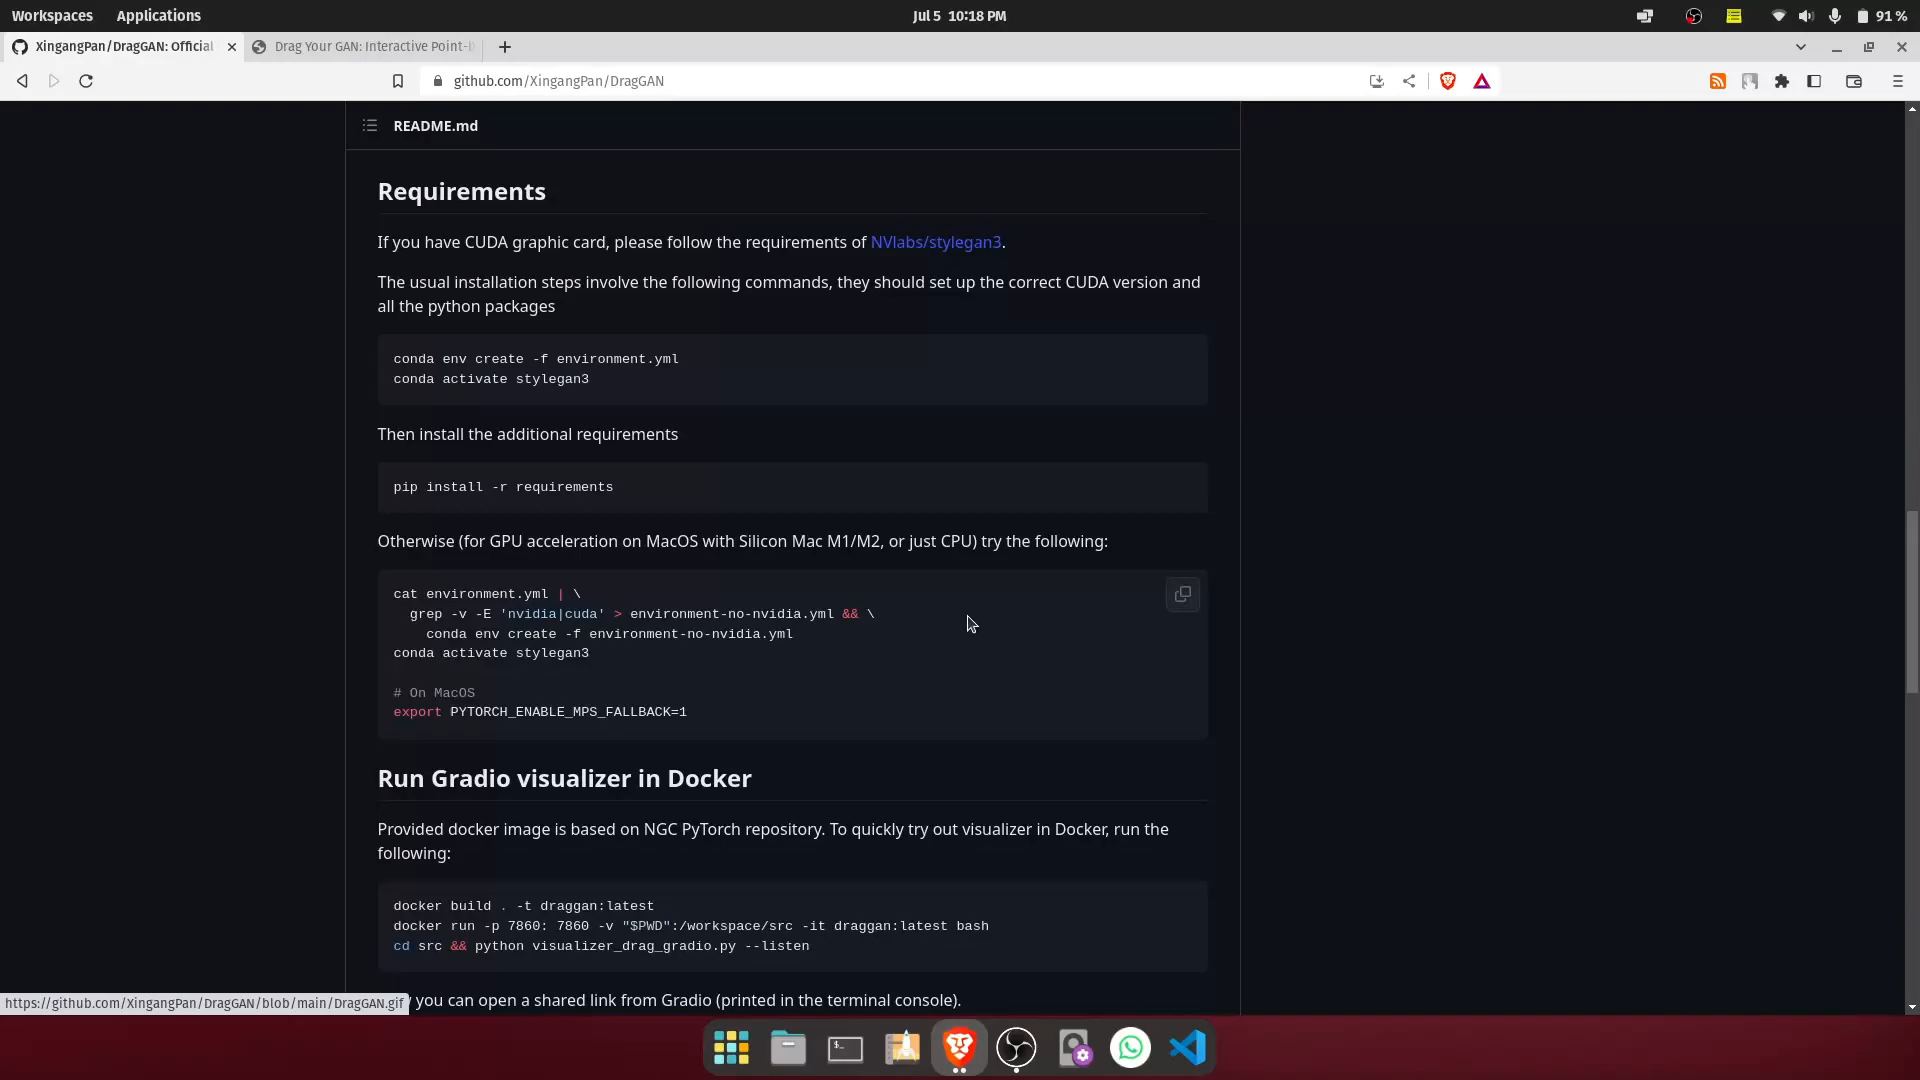 Workspaces Applications Jul 5 10:18 PM 91 %
XingangPan/DragGAN: Official Drag Your GAN: Interactive Point-
github.com/XingangPan/DragGAN
README.md
Requirements
If you have CUDA graphic card, please follow the requirements of NVlabs/stylegan3.
The usual installation steps involve the following commands, they should set up the correct CUDA version and
all the python packages
conda env create -f environment.yml
conda activate stylegan3
Then install the additional requirements
pip install -r requirements
Otherwise (for GPU acceleration on MacOS with Silicon Mac M1/M2, or just CPU) try the following:
cat environment.yml | \
  grep -v -E 'nvidia|cuda' > environment-no-nvidia.yml && \
    conda env create -f environment-no-nvidia.yml
conda activate stylegan3
# On MacOS
export PYTORCH_ENABLE_MPS_FALLBACK=1
Run Gradio visualizer in Docker
Provided docker image is based on NGC PyTorch repository. To quickly try out visualizer in Docker, run the
following:
docker build . -t draggan:latest
docker run -p 7860: 7860 -v "$PWD":/workspace/src -it draggan:latest bash
cd src && python visualizer_drag_gradio.py --listen
you can open a shared link from Gradio (printed in the terminal console).
https://github.com/XingangPan/DragGAN/blob/main/DragGAN.gif